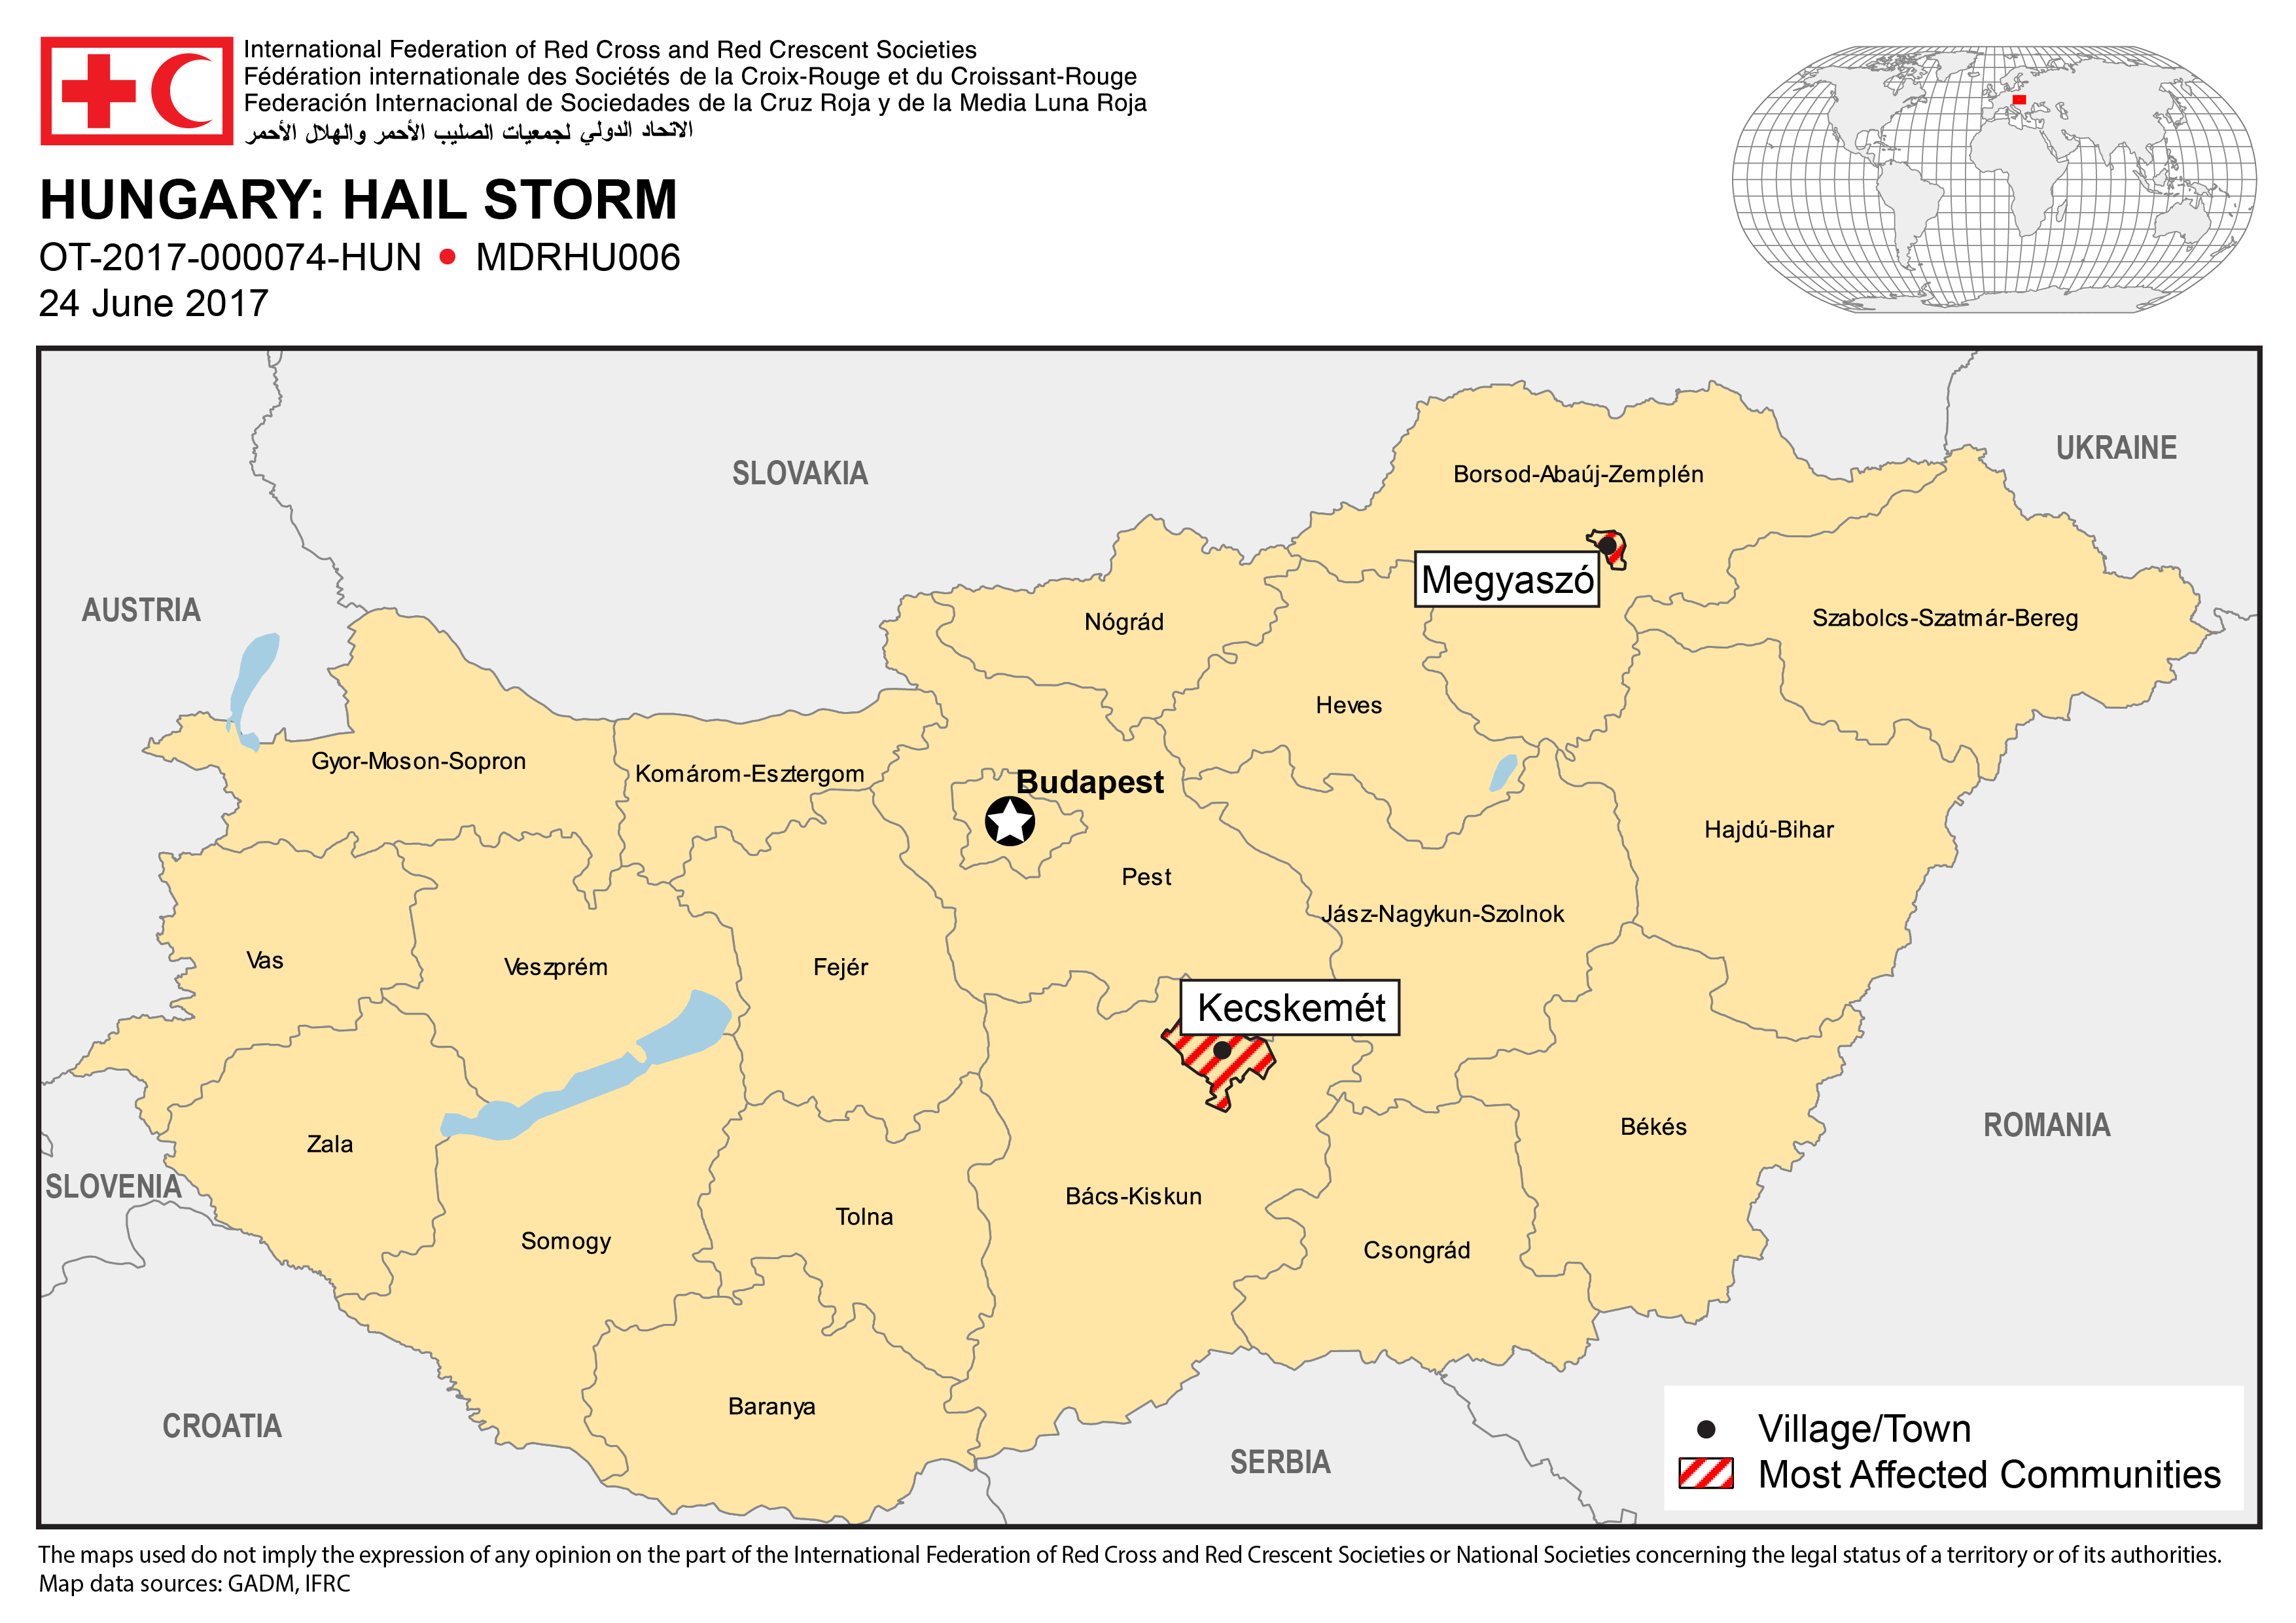 International Federation of Red Cross and Red Crescent Societies
Fédération internationale des Sociétés de la Croix-Rouge et du Croissant-Rouge
Federación Internacional de Sociedades de la Cruz Roja y de la Media Luna Roja
الاتحاد الدولي لجمعيات الصليب الأحمر والهلال الأحمر
HUNGARY: HAIL STORM
OT-2017-000074-HUN • MDRHU006
24 June 2017
UKRAINE
SLOVAKIA
Borsod-Abaúj-Zemplén
Megyaszó
AUSTRIA
Nógrád
Szabolcs-Szatmár-Bereg
Heves
Gyor-Moson-Sopron
Komárom-Esztergom
Budapest
Hajdú-Bihar
Pest
Jász-Nagykun-Szolnok
Vas
Veszprém
Fejér
Kecskemét
ROMANIA
Békés
Zala
SLOVENIA
Bács-Kiskun
Tolna
Somogy
Csongrád
Baranya
CROATIA
SERBIA
Village/Town
Most Affected Communities
The maps used do not imply the expression of any opinion on the part of the International Federation of Red Cross and Red Crescent Societies or National Societies concerning the legal status of a territory or of its authorities.
Map data sources: GADM, IFRC